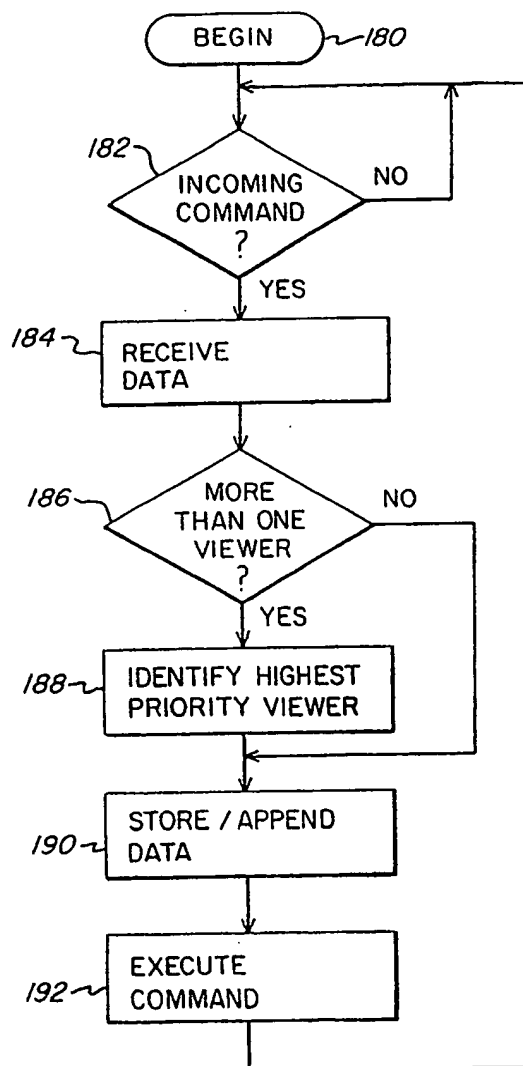 BEGIN
180
182
INCOMING
COMMAND
?
NO
YES
184
RECEIVE
DATA
186
MORE
THAN ONE
VIEWER
?
NO
YES
188
IDENTIFY HIGHEST
PRIORITY VIEWER
190
STORE / APPEND
DATA
192
EXECUTE
COMMAND